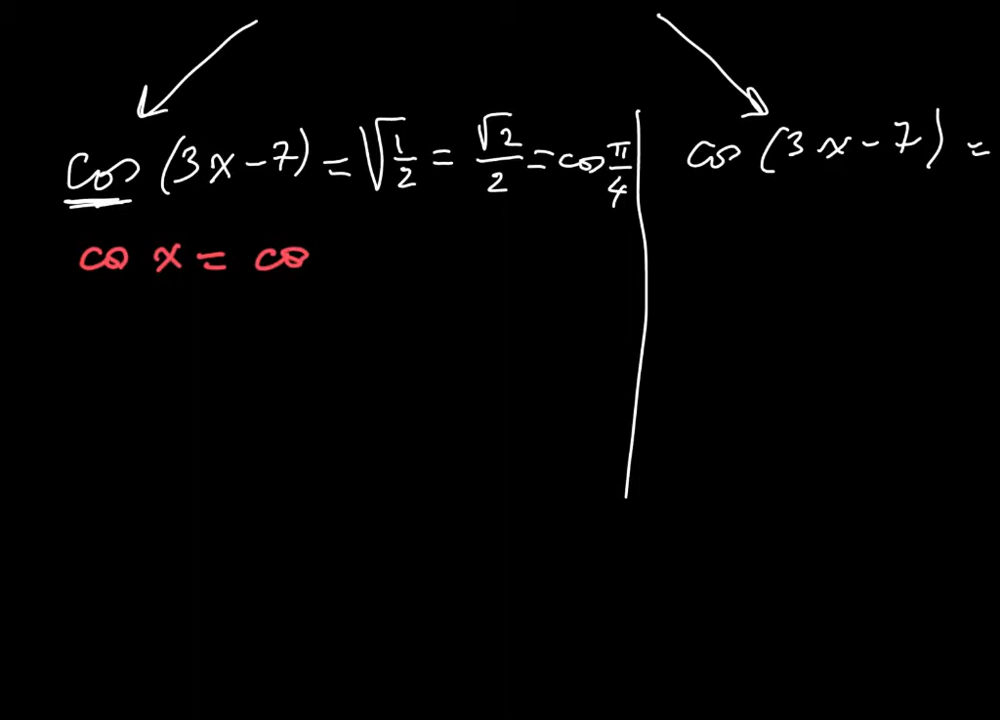 cos (3x-7) = √1/2 = √2/2 = cos π/4
cos (3x-7) =
cos x = cos